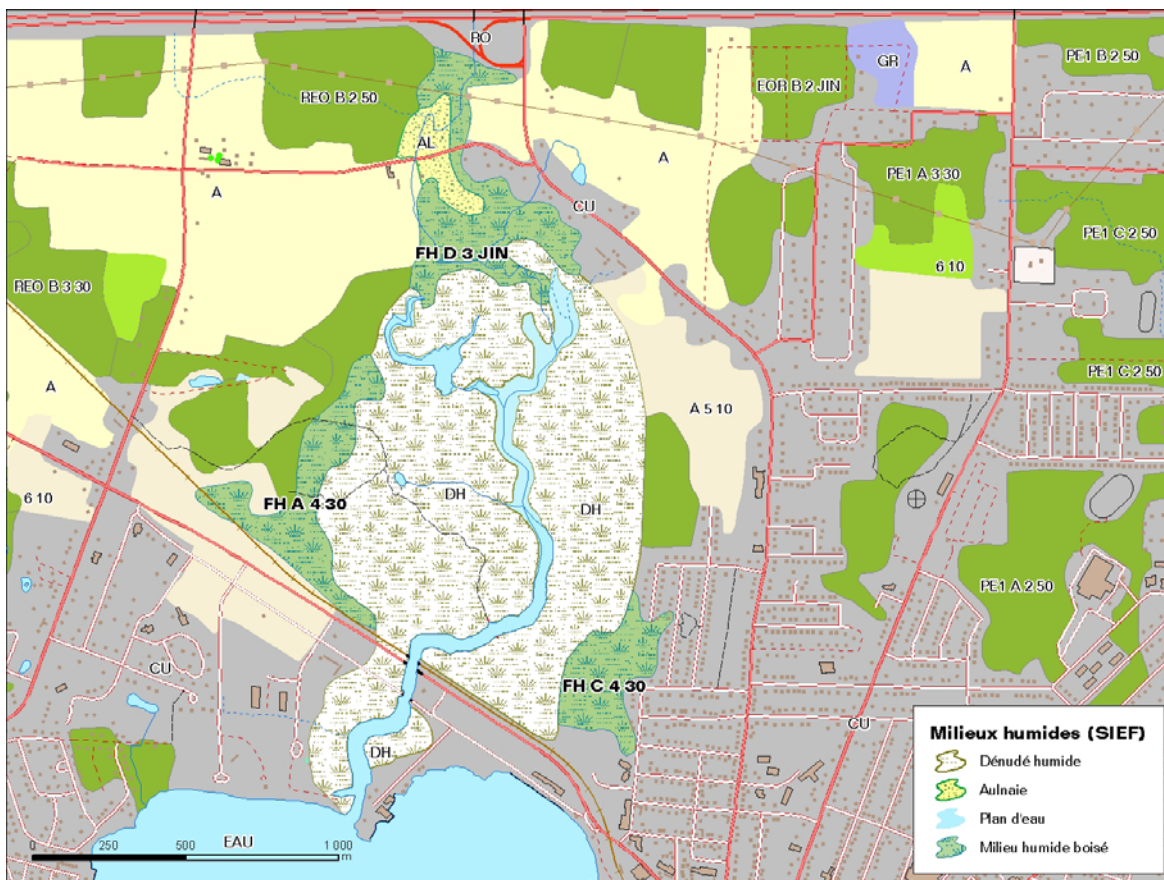 RO
GR
A
PE1 B 2 50
EOR B 2 JIN
REO B 2 50
AL
A
PE1 A 3 30
A
CU
PE1 C 2 50
FH D 3 JIN
6 10
REO B 3 30
PE1 C 2 50
A
A 5 10
6 10
FH A 4 30
DH
DH
PE1 A 2 50
CU
FH C 4 30
CU
DH
EAU
0 250 500 1 000
m
Milieux humides (SIEF)
Dénudé humide
Aulnaie
Plan d'eau
Milieu humide boisé